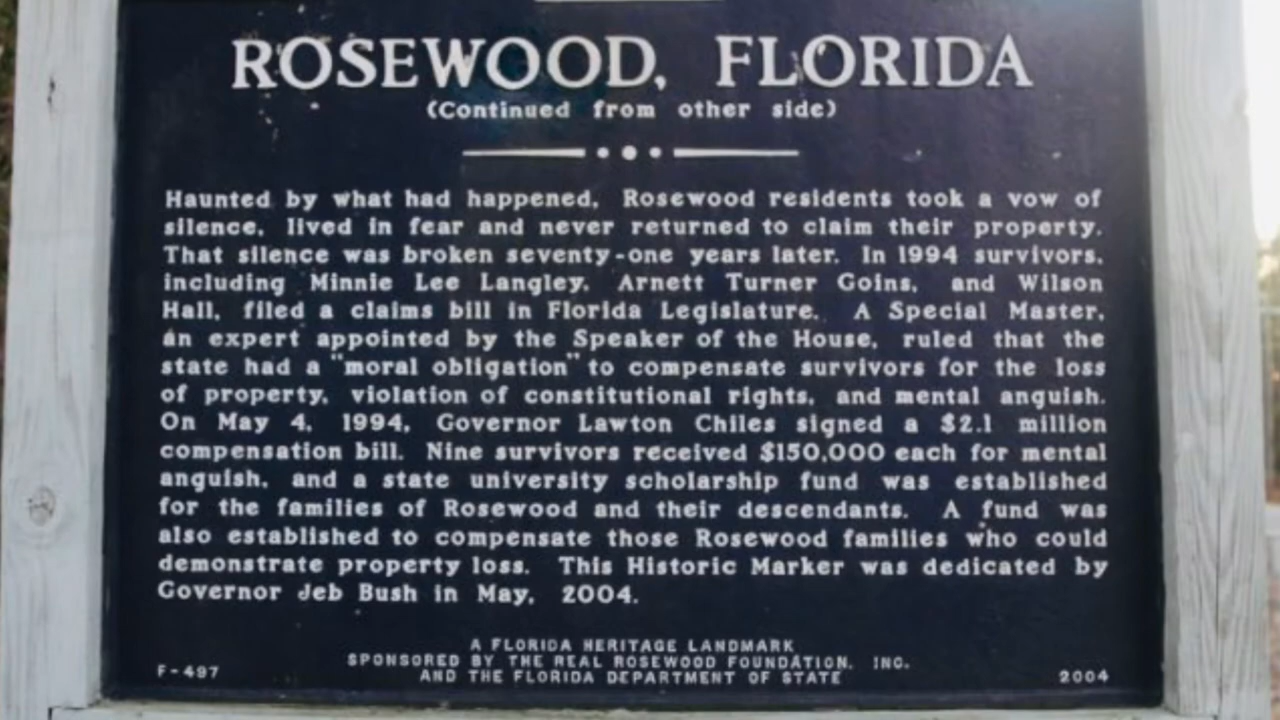 ROSEWOOD, FLORIDA
(Continued from other side)
Haunted by what had happened, Rosewood residents took a vow of
silence, lived in fear and never returned to claim their property.
That silence was broken seventy-one years later. In 1994 survivors,
including Minnie Lee Langley, Arnett Turner Goins, and Wilson
Hall, filed a claims bill in Florida Legislature. A Special Master,
an expert appointed by the Speaker of the House, ruled that the
state had a "moral obligation" to compensate survivors for the loss
of property, violation of constitutional rights, and mental anguish.
On May 4, 1994, Governor Lawton Chiles signed a $2.1 million
compensation bill. Nine survivors received $150,000 each for mental
anguish, and a state university scholarship fund was established
for the families of Rosewood and their descendants. A fund was
also established to compensate those Rosewood families who could
demonstrate property loss. This Historic Marker was dedicated by
Governor Jeb Bush in May, 2004.
A FLORIDA HERITAGE LANDMARK
SPONSORED BY THE REAL ROSEWOOD FOUNDATION, INC.
F-497 AND THE FLORIDA DEPARTMENT OF STATE 2004